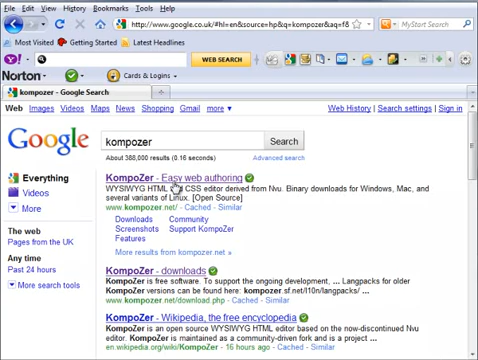 File Edit View History Bookmarks Tools Help
http://www.google.co.uk/#hl=en&source=hp&q=kompozer&aq=f&
MyStart Search
Most Visited Getting Started Latest Headlines
Y! WEB SEARCH
Norton Cards & Logins
kompozer - Google Search
Web Images Videos Maps News Shopping Gmail more Web History | Search settings | Sign in
Google kompozer Search
About 388,000 results (0.16 seconds) Advanced search
Everything
Videos
More
The web
Pages from the UK
Any time
Past 24 hours
More search tools
KompoZer - Easy web authoring
WYSIWYG HTML CSS editor derived from Nvu. Binary downloads for Windows, Mac, and
several variants of Linux. [Open Source]
www.kompozer.net/ - Cached - Similar
Downloads Community
Screenshots Support KompoZer
Features
More results from kompozer.net »
KompoZer - downloads
KompoZer is free software. To support the ongoing development, ... Langpacks for older
KompoZer versions can be found here: kompozer.sf.net/l10n/langpacks/ ...
www.kompozer.net/download.php - Cached - Similar
KompoZer - Wikipedia, the free encyclopedia
KompoZer is an open source WYSIWYG HTML editor based on the now-discontinued Nvu
editor. KompoZer is maintained as a community-driven fork and is a project ...
en.wikipedia.org/wiki/KompoZer - 16 hours ago - Cached - Similar